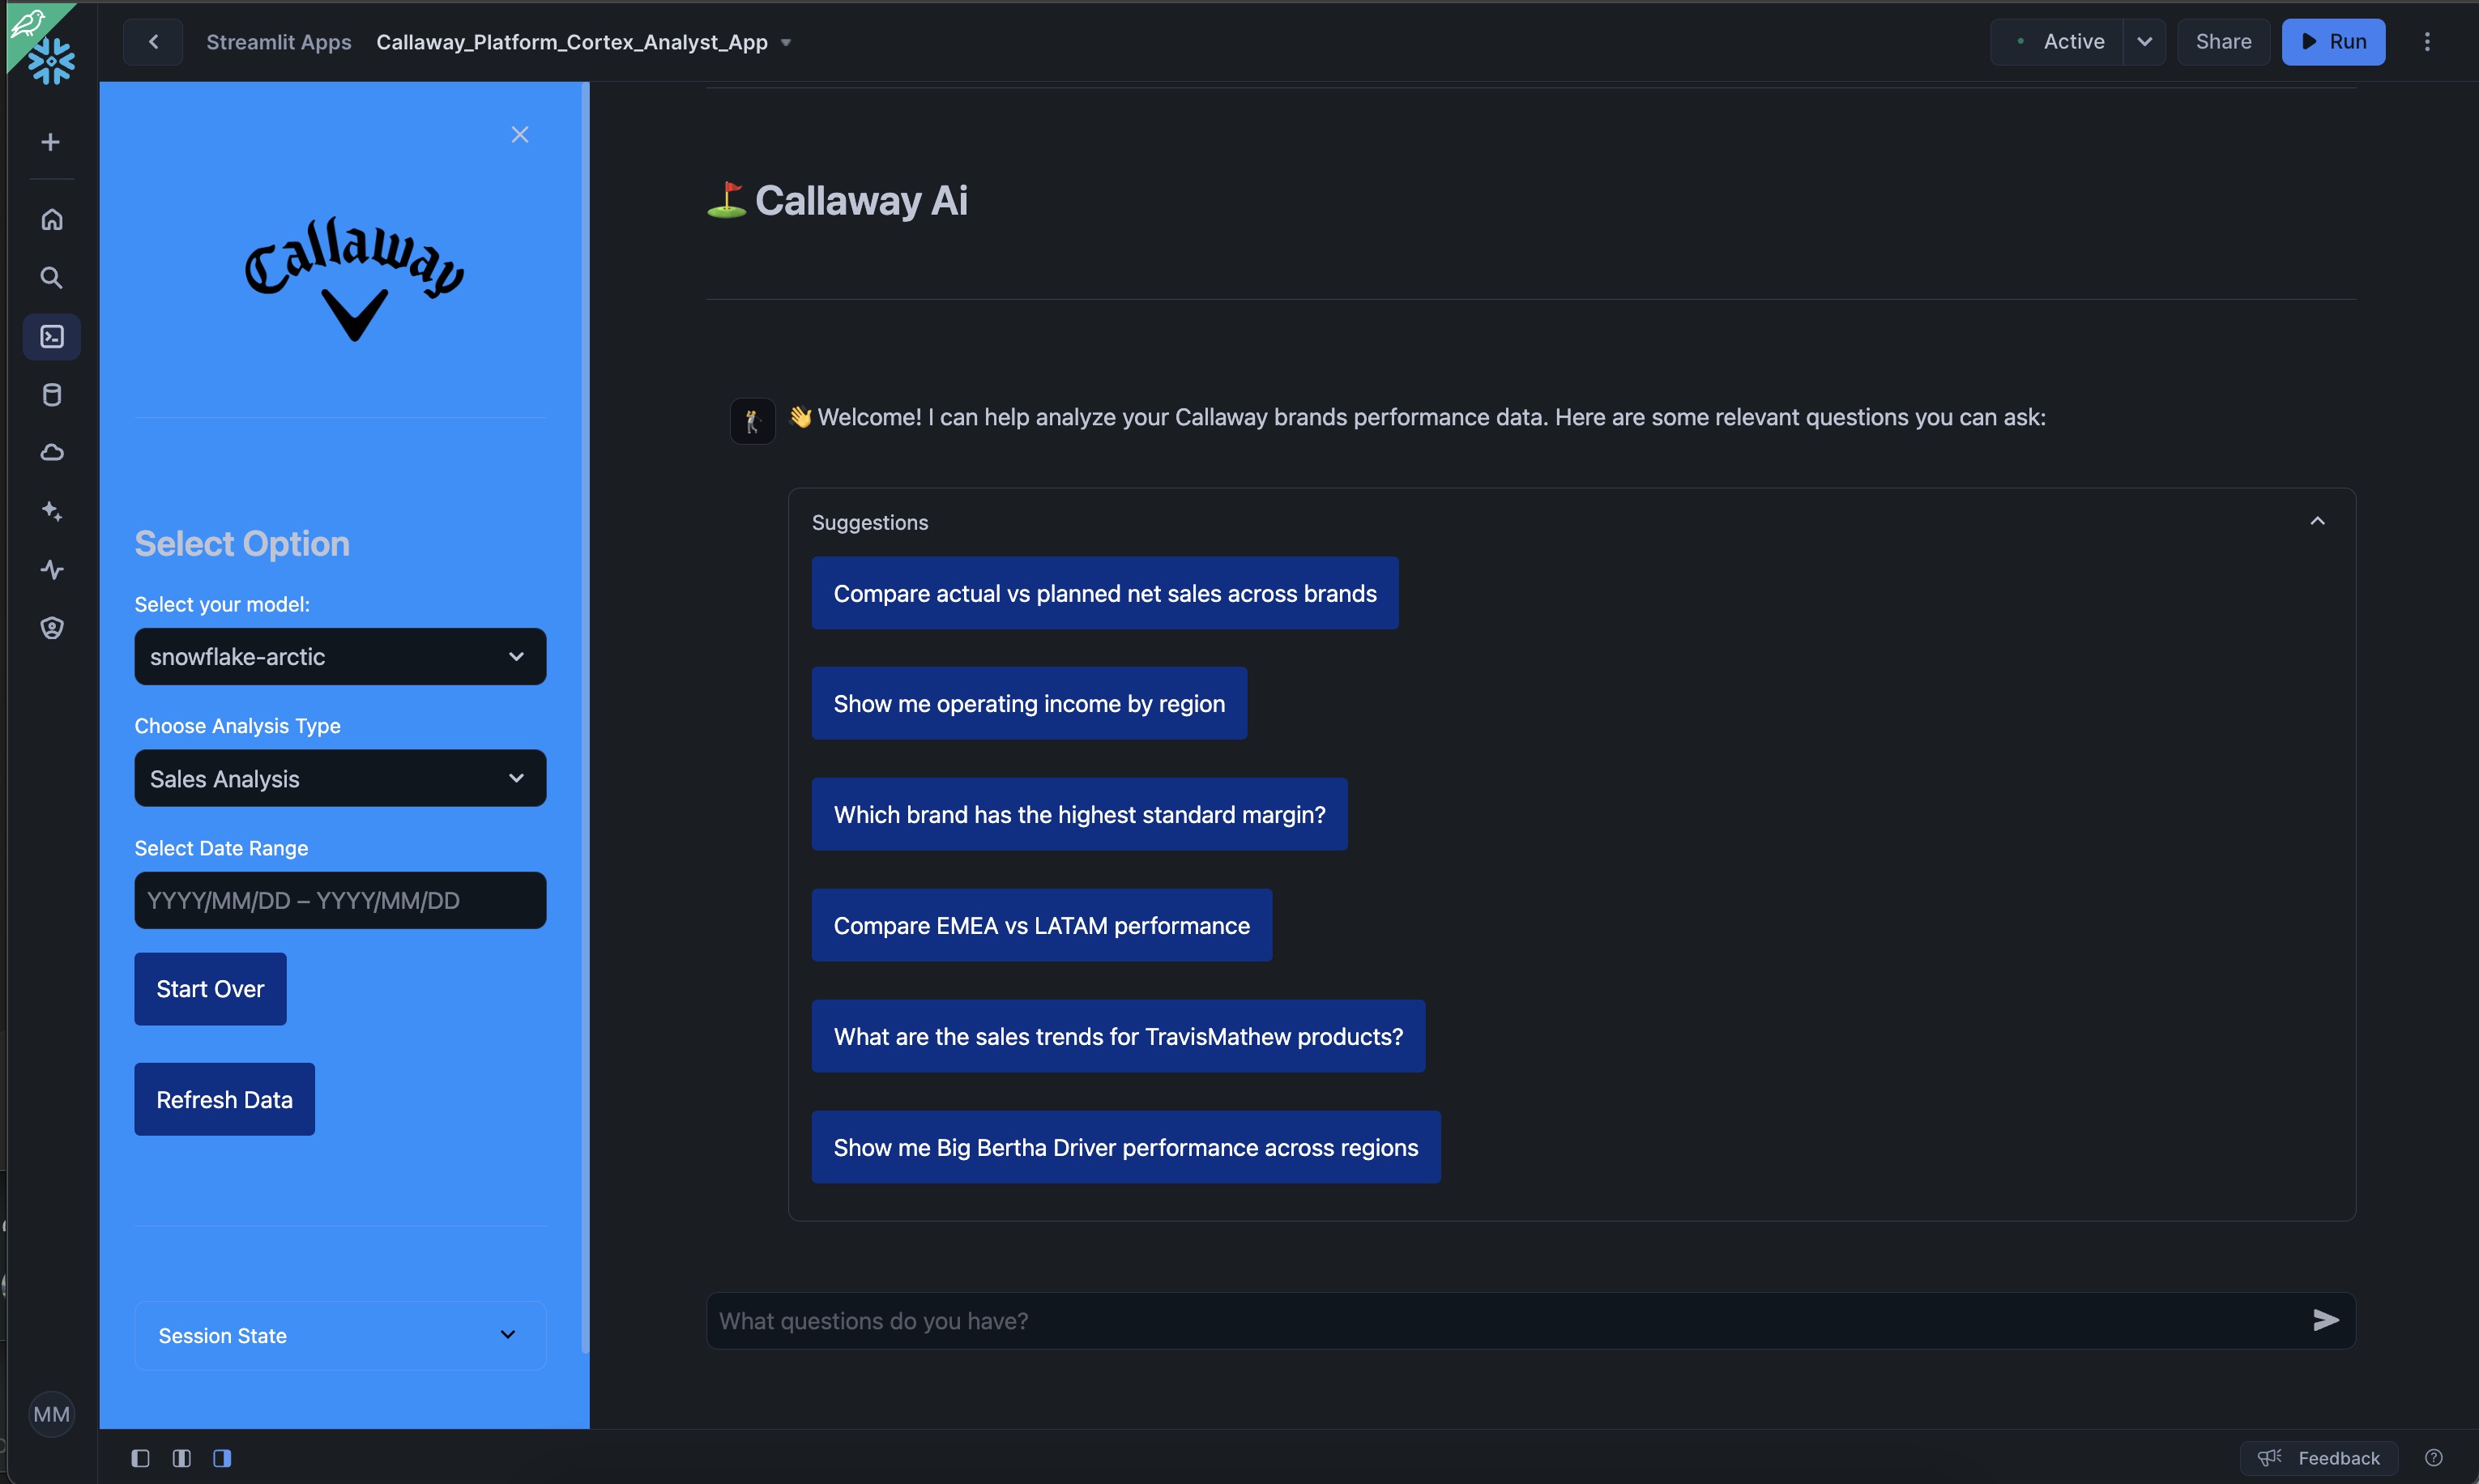 Streamlit Apps
Callaway_Platform_Cortex_Analyst_App
Active
Share
Run
Callaway
Select Option
Select your model:
snowflake-arctic
Choose Analysis Type
Sales Analysis
Select Date Range
YYYY/MM/DD – YYYY/MM/DD
Start Over
Refresh Data
Session State
MM
Callaway Ai
Welcome! I can help analyze your Callaway brands performance data. Here are some relevant questions you can ask:
Suggestions
Compare actual vs planned net sales across brands
Show me operating income by region
Which brand has the highest standard margin?
Compare EMEA vs LATAM performance
What are the sales trends for TravisMathew products?
Show me Big Bertha Driver performance across regions
What questions do you have?
Feedback